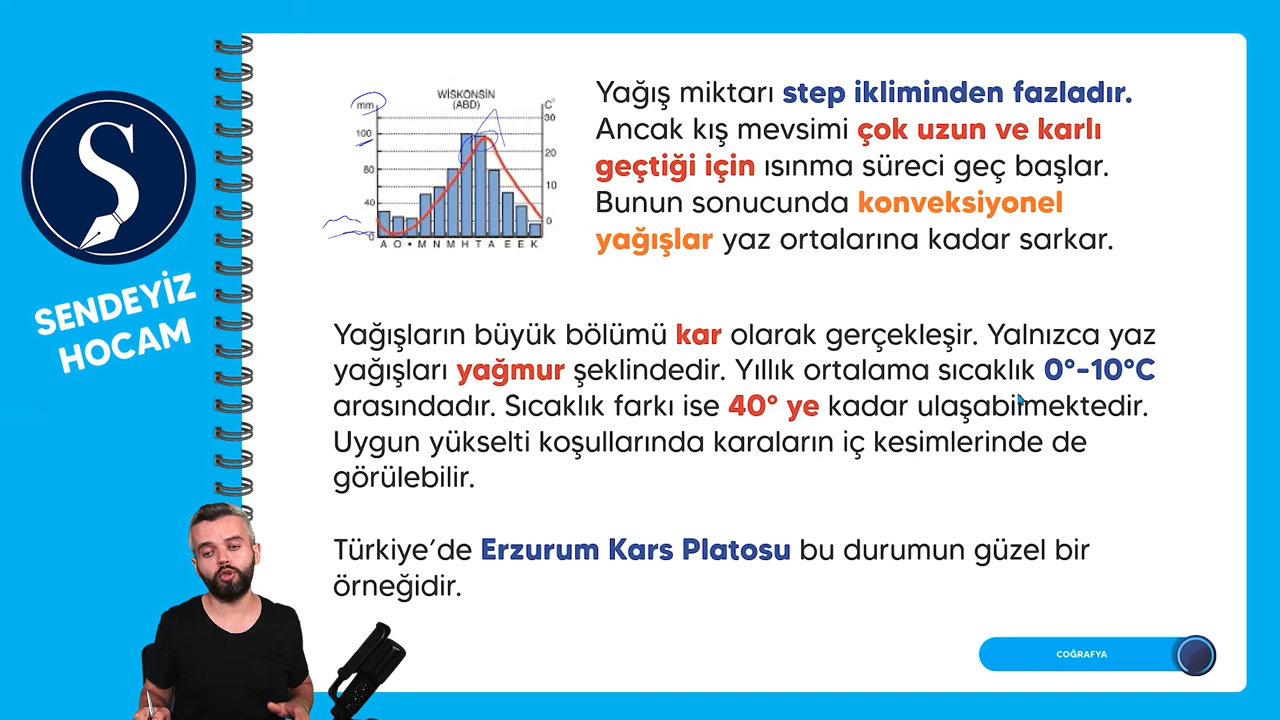 S
SENDEYİZ
HOCAM
WİSKONSİN
(ABD)
mm
C°
100
80
40
0
30
20
10
0
A O • M N M H T A E E K
Yağış miktarı step ikliminden fazladır.
Ancak kış mevsimi çok uzun ve karlı
geçtiği için ısınma süreci geç başlar.
Bunun sonucunda konveksiyonel
yağışlar yaz ortalarına kadar sarkar.
Yağışların büyük bölümü kar olarak gerçekleşir. Yalnızca yaz
yağışları yağmur şeklindedir. Yıllık ortalama sıcaklık 0°-10°C
arasındadır. Sıcaklık farkı ise 40° ye kadar ulaşabilmektedir.
Uygun yükselti koşullarında karaların iç kesimlerinde de
görülebilir.
Türkiye’de Erzurum Kars Platosu bu durumun güzel bir
örneğidir.
COĞRAFYA